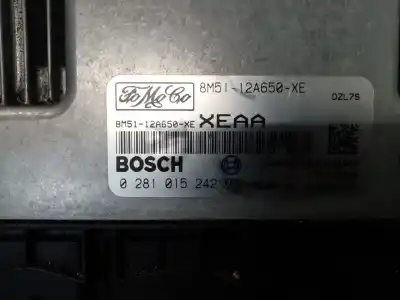 FoMoCo 8M51-12A650-XE
DZL7S
8M51-12A650-XE XEAA
BOSCH
0 281 015 242